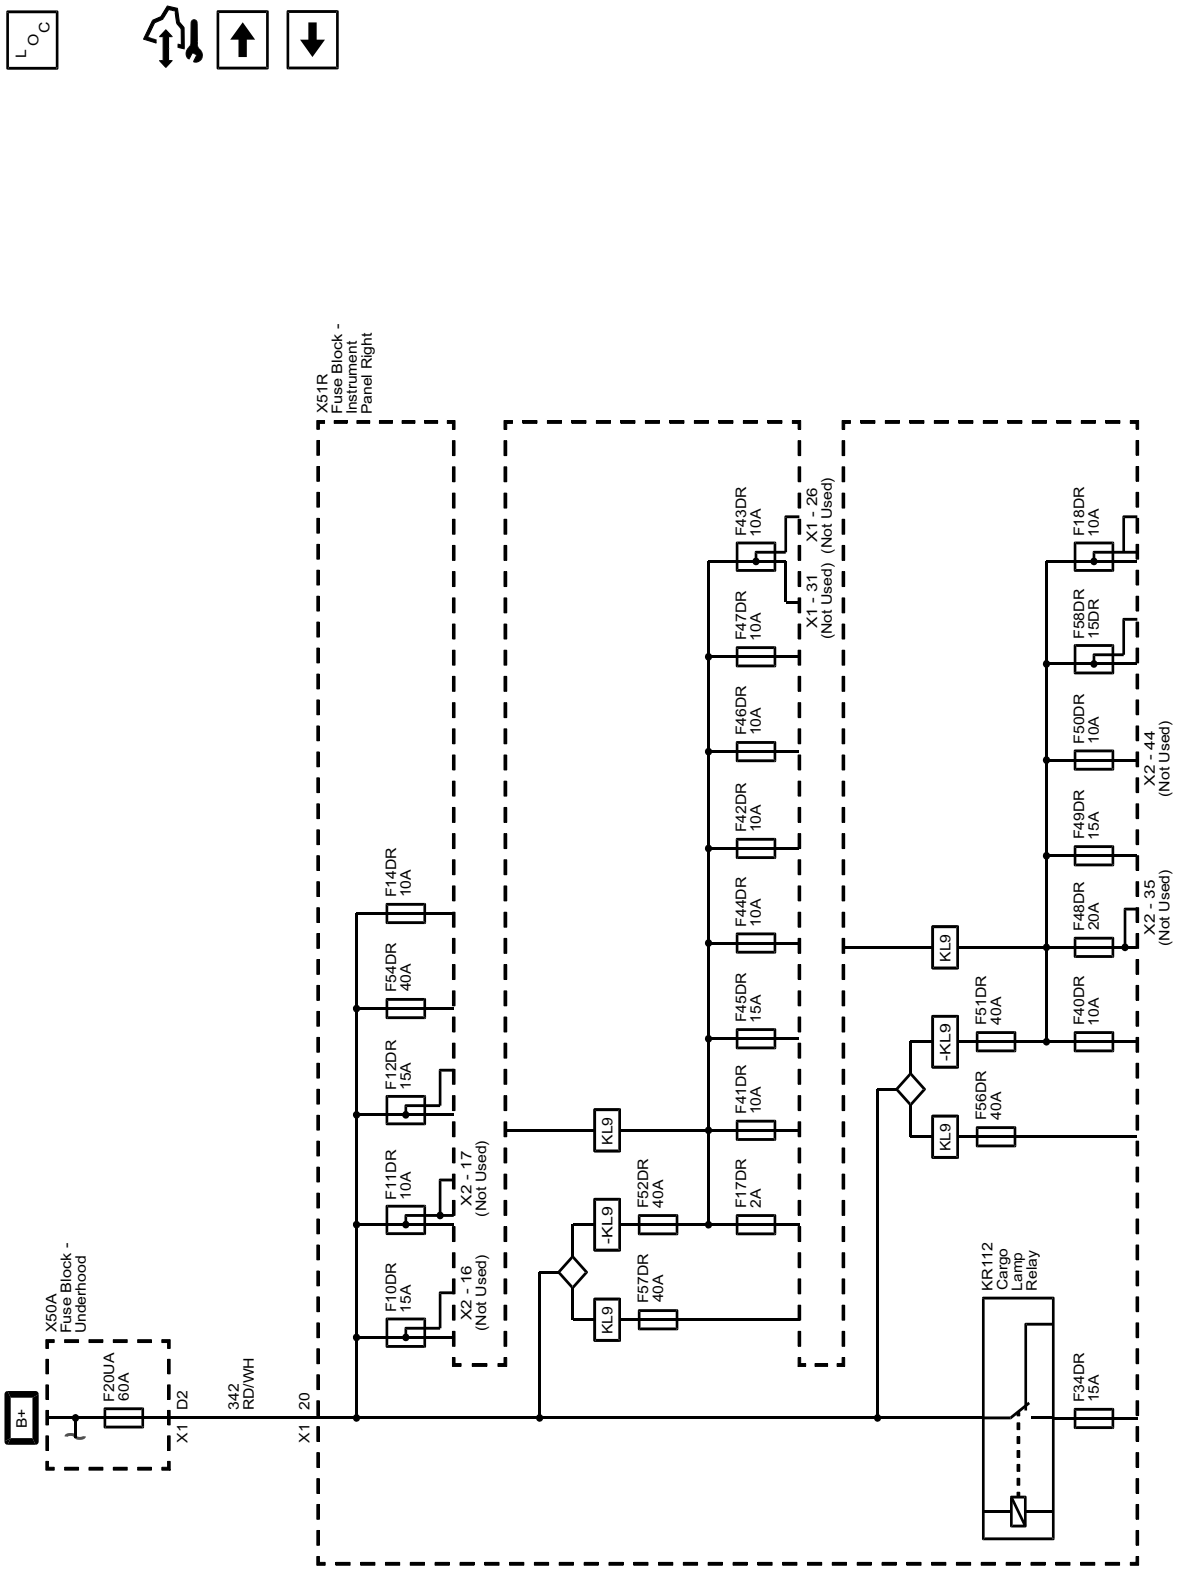 L O C
X51R
Fuse Block -
Instrument
Panel Right
X50A
Fuse Block -
Underhood
B+
F20UA
60A
X1 D2
342
RD/WH
X1 20
F10DR
15A
F11DR
10A
F12DR
15A
F54DR
40A
F14DR
10A
X2 - 16
(Not Used)
X2 - 17
(Not Used)
KL9
-KL9
KL9
F57DR
40A
F52DR
40A
F17DR
2A
F41DR
10A
F45DR
15A
F44DR
10A
F42DR
10A
F46DR
10A
F47DR
10A
F43DR
10A
X1 - 31
(Not Used)
X1 - 26
(Not Used)
KL9
-KL9
KL9
F56DR
40A
F51DR
40A
KR112
Cargo
Lamp
Relay
F34DR
15A
F40DR
10A
F48DR
20A
F49DR
15A
F50DR
10A
F58DR
15DR
F18DR
10A
X2 - 35
(Not Used)
X2 - 44
(Not Used)